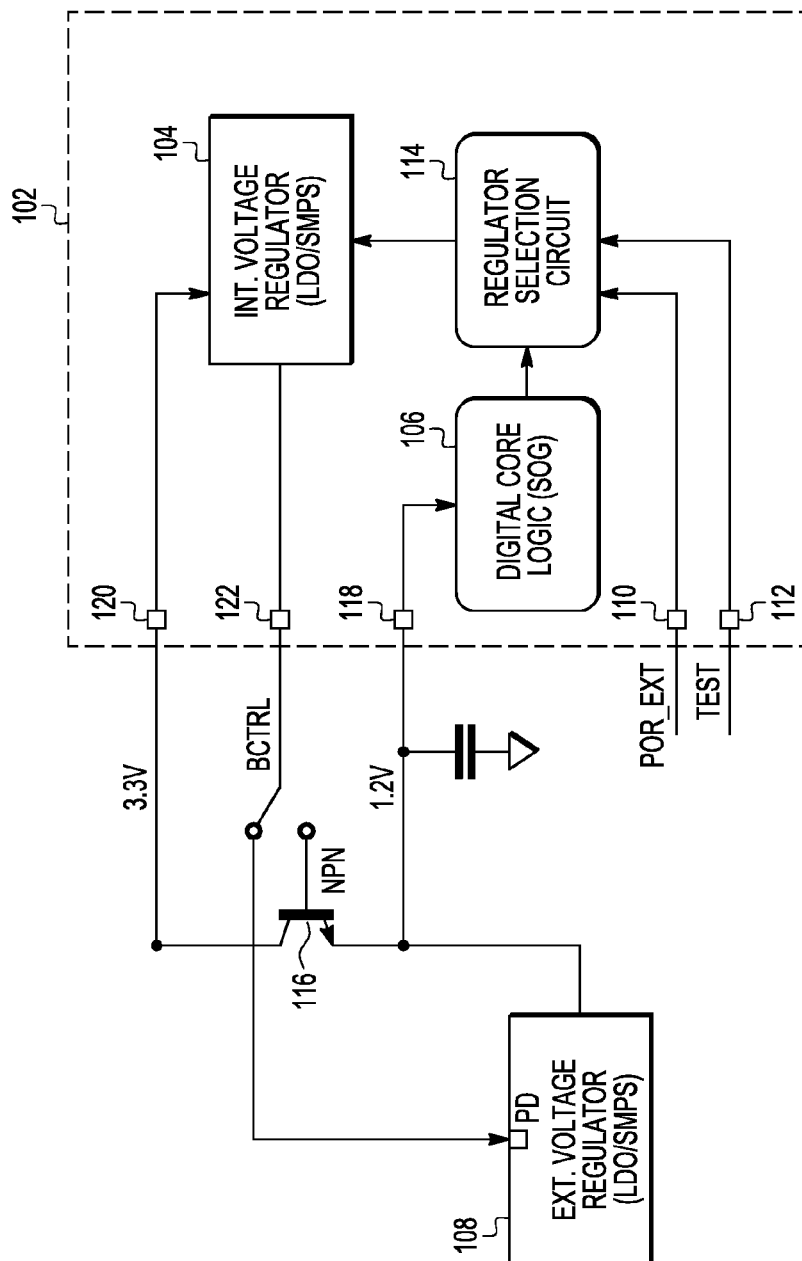 102
104
INT. VOLTAGE
REGULATOR
(LDO/SMPS)
114
REGULATOR
SELECTION
CIRCUIT
106
DIGITAL CORE
LOGIC (SOG)
120
122
118
110
112
3.3V
BCTRL
1.2V
POR_EXT
TEST
NPN
116
PD
EXT. VOLTAGE
REGULATOR
(LDO/SMPS)
108